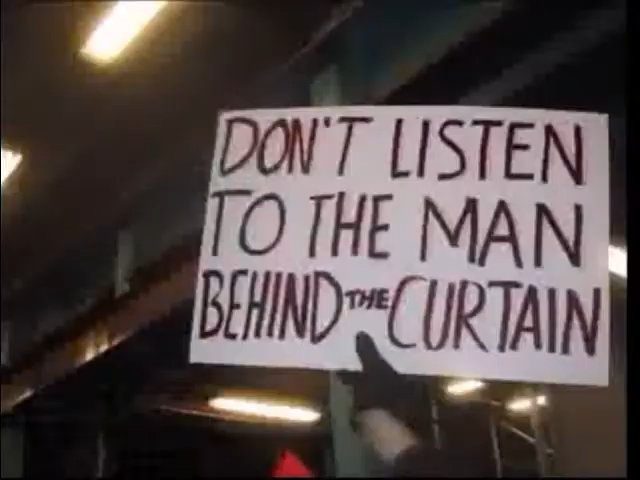 DON'T LISTEN
TO THE MAN
BEHIND THE CURTAIN